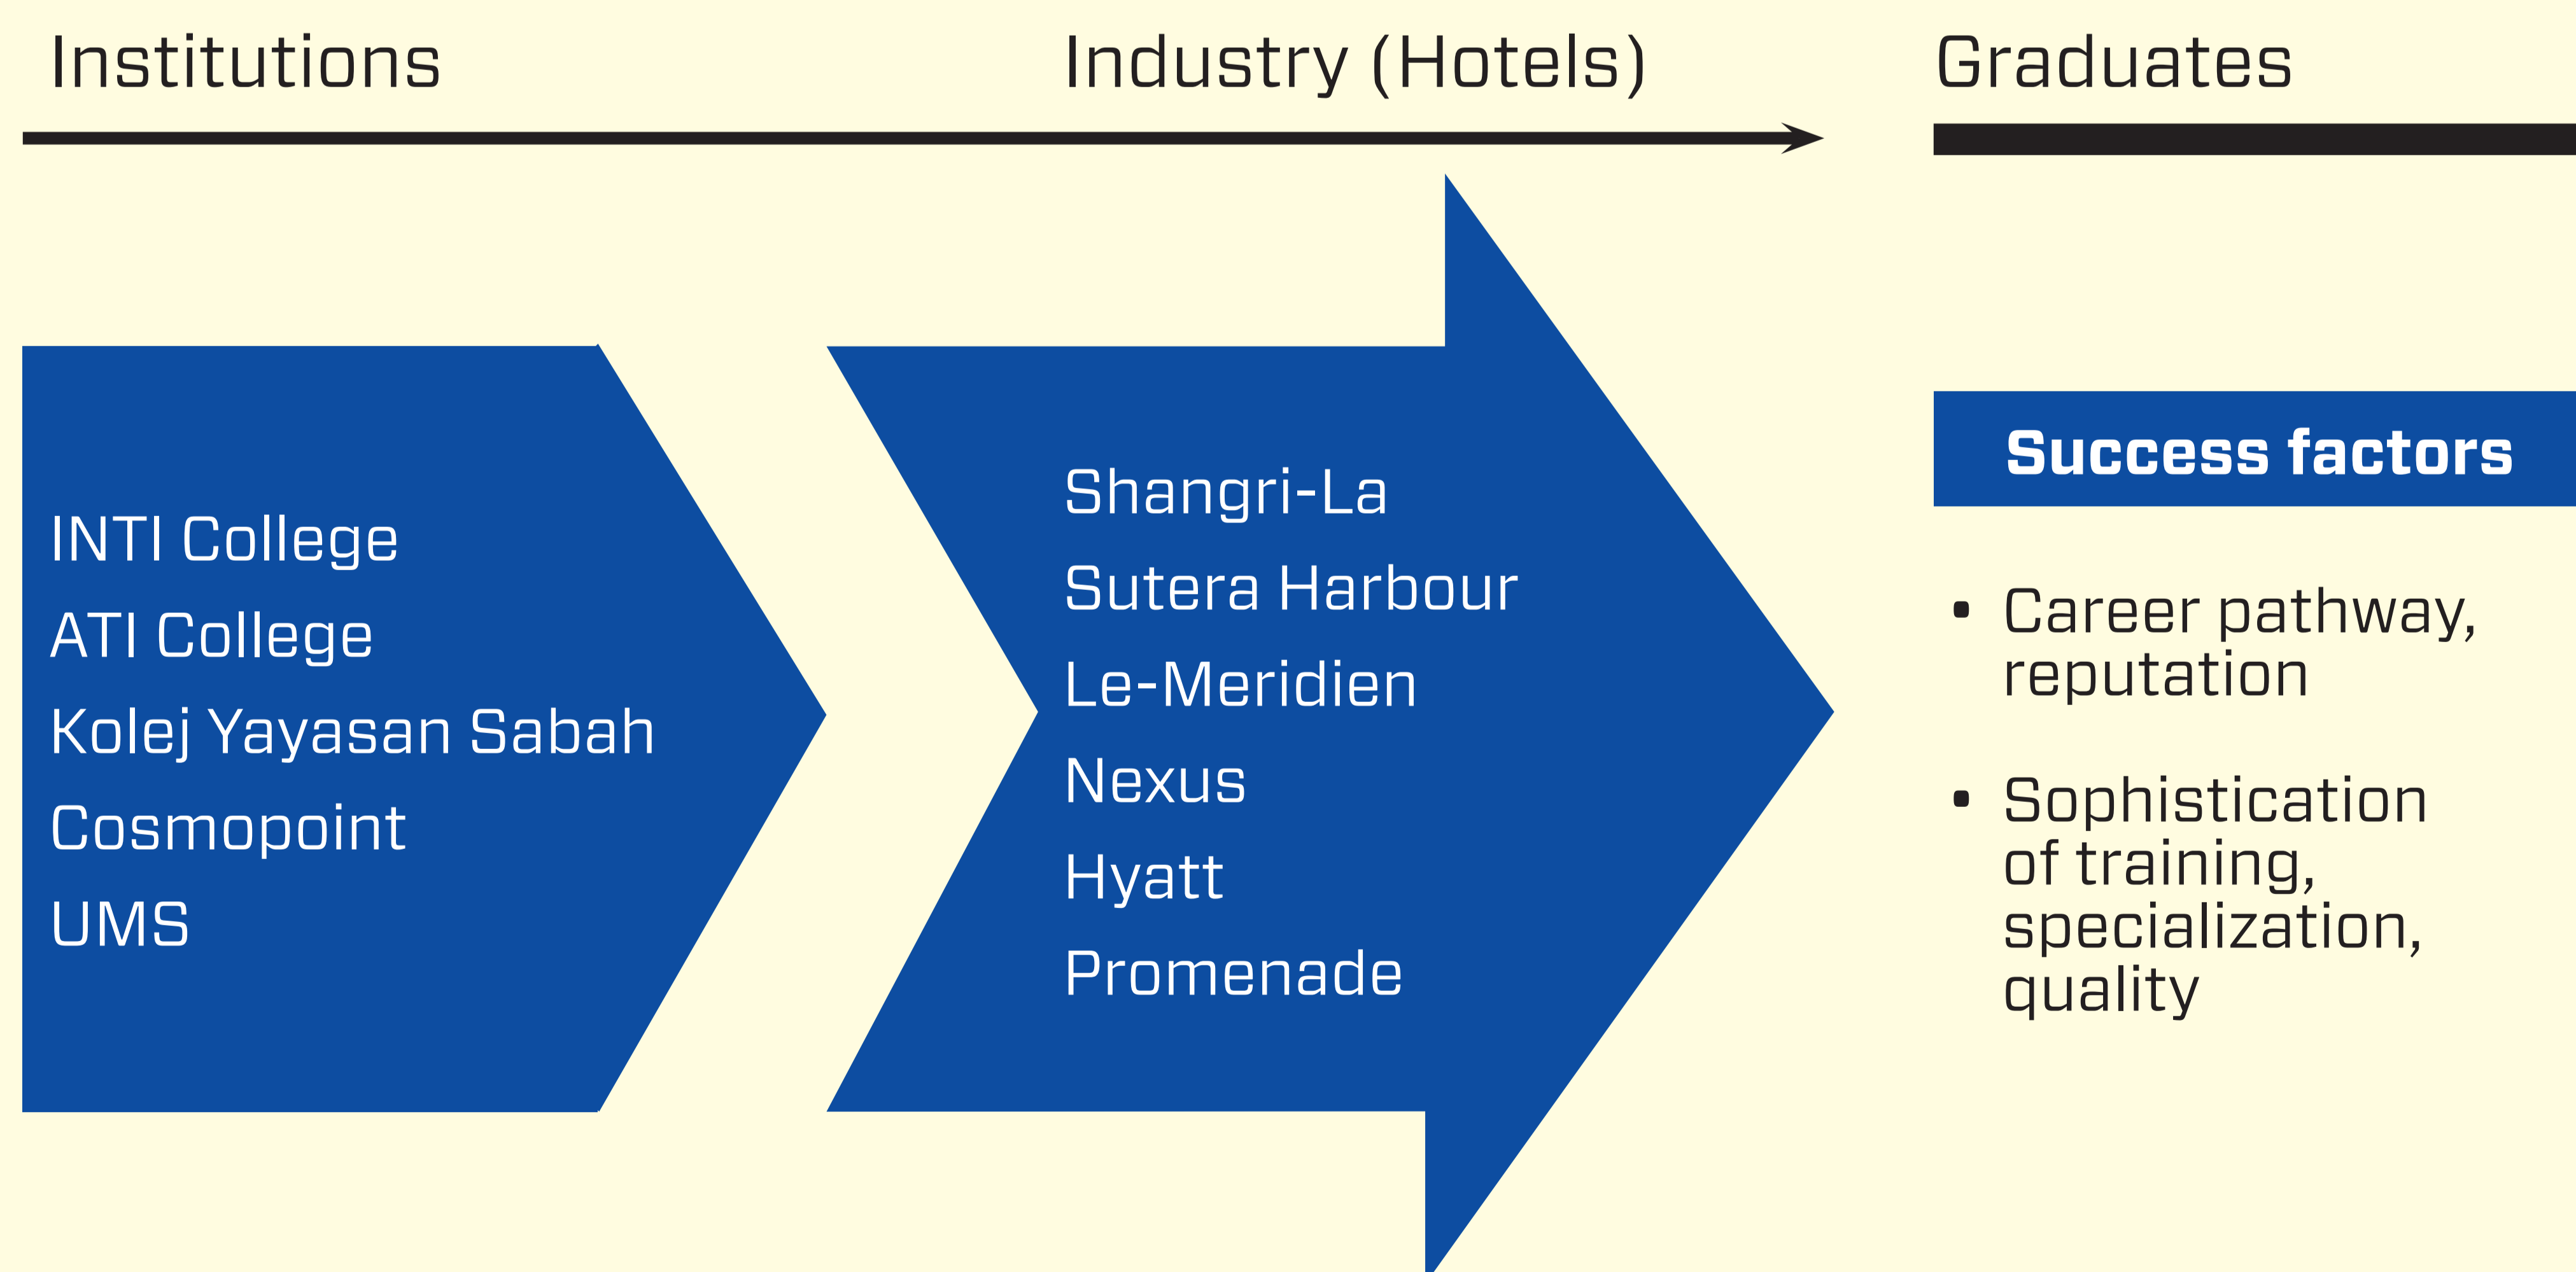 Institutions
Industry (Hotels)
Graduates
INTI College
ATI College
Kolej Yayasan Sabah
Cosmopoint
UMS
Shangri-La
Sutera Harbour
Le-Meridien
Nexus
Hyatt
Promenade
Success factors
• Career pathway,
reputation
• Sophistication
of training,
specialization,
quality